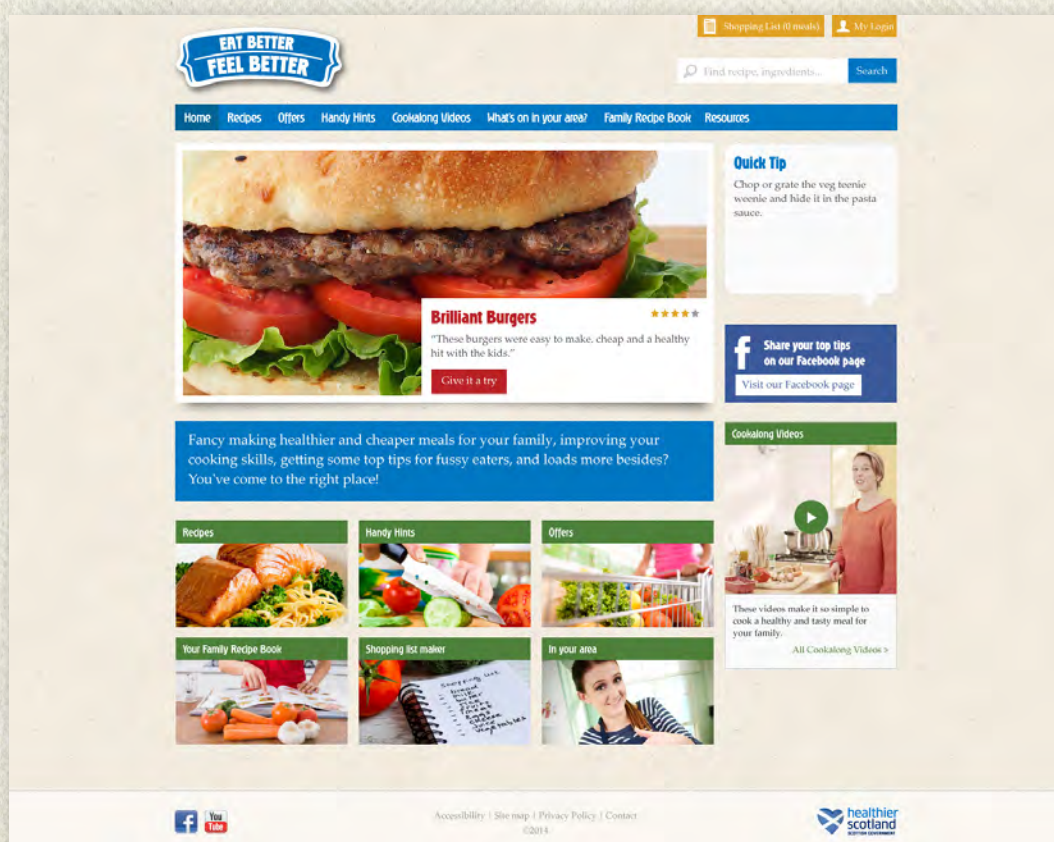 EAT BETTER
FEEL BETTER
Shopping List (0 meals)
My Login
Find recipe, ingredients...
Search
Home Recipes Offers Handy Hints Cookalong Videos What's on in your area? Family Recipe Book Resources
Brilliant Burgers
“These burgers were easy to make, cheap and a healthy
hit with the kids.”
Give it a try
Quick Tip
Chop or grate the veg teenie
weenie and hide it in the pasta
sauce.
Share your top tips
on our Facebook page
Visit our Facebook page
Fancy making healthier and cheaper meals for your family, improving your
cooking skills, getting some top tips for fussy eaters, and loads more besides?
You've come to the right place!
Cookalong Videos
These videos make it so simple to
cook a healthy and tasty meal for
your family.
All Cookalong Videos >
Recipes
Handy Hints
Offers
Your Family Recipe Book
Shopping list maker
In your area
Shopping List
bread
milk
vegetables
f
You
Tube
Accessibility | Site map | Privacy Policy | Contact
©2014
healthier
scotland
SCOTTISH GOVERNMENT